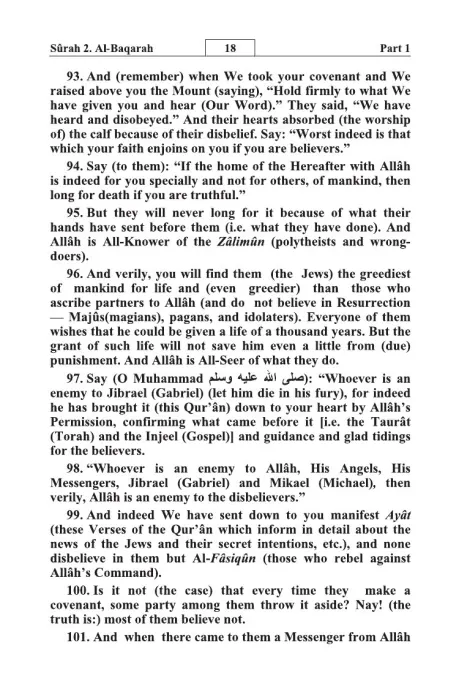 Sûrah 2. Al-Baqarah 18 Part 1
93. And (remember) when We took your covenant and We
raised above you the Mount (saying), “Hold firmly to what We
have given you and hear (Our Word).” They said, “We have
heard and disobeyed.” And their hearts absorbed (the worship
of) the calf because of their disbelief. Say: “Worst indeed is that
which your faith enjoins on you if you are believers.”
94. Say (to them): “If the home of the Hereafter with Allâh
is indeed for you specially and not for others, of mankind, then
long for death if you are truthful.”
95. But they will never long for it because of what their
hands have sent before them (i.e. what they have done). And
Allâh is All-Knower of the Zâlimûn (polytheists and wrong-
doers).
96. And verily, you will find them (the Jews) the greediest
of mankind for life and (even greedier) than those who
ascribe partners to Allâh (and do not believe in Resurrection
— Majûs(magians), pagans, and idolaters). Everyone of them
wishes that he could be given a life of a thousand years. But the
grant of such life will not save him even a little from (due)
punishment. And Allâh is All-Seer of what they do.
97. Say (O Muhammad صلى الله عليه وسلم): “Whoever is an
enemy to Jibrael (Gabriel) (let him die in his fury), for indeed
he has brought it (this Qur’ân) down to your heart by Allâh’s
Permission, confirming what came before it [i.e. the Taurât
(Torah) and the Injeel (Gospel)] and guidance and glad tidings
for the believers.
98. “Whoever is an enemy to Allâh, His Angels, His
Messengers, Jibrael (Gabriel) and Mikael (Michael), then
verily, Allâh is an enemy to the disbelievers.”
99. And indeed We have sent down to you manifest Ayât
(these Verses of the Qur’ân which inform in detail about the
news of the Jews and their secret intentions, etc.), and none
disbelieve in them but Al-Fâsiqûn (those who rebel against
Allâh’s Command).
100. Is it not (the case) that every time they make a
covenant, some party among them throw it aside? Nay! (the
truth is:) most of them believe not.
101. And when there came to them a Messenger from Allâh